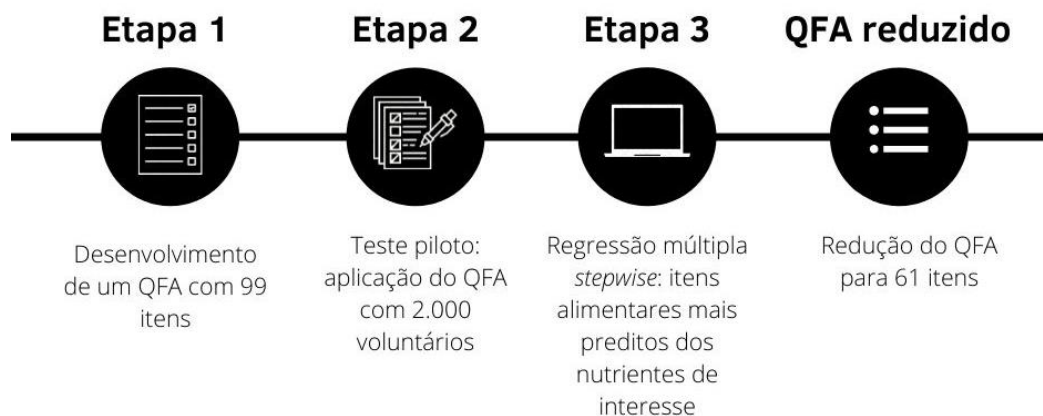 Etapa 1
Desenvolvimento
de um QFA com 99
itens
Etapa 2
Teste piloto:
aplicação do QFA
com 2.000
voluntários
Etapa 3
Regressão múltipla
stepwise: itens
alimentares mais
preditos dos
nutrientes de
interesse
QFA reduzido
Redução do QFA
para 61 itens